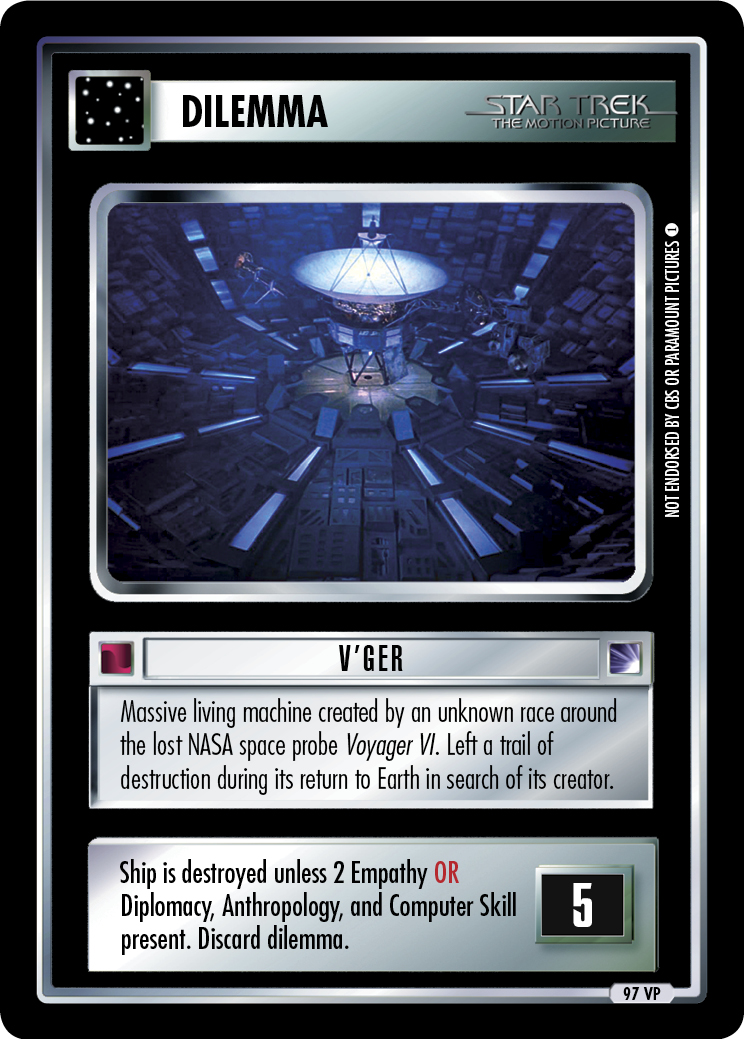 DILEMMA
STAR TREK
THE MOTION PICTURE
NOT ENDORSED BY CBS OR PARAMOUNT PICTURES 1
V'GER
Massive living machine created by an unknown race around
the lost NASA space probe Voyager VI. Left a trail of
destruction during its return to Earth in search of its creator.
Ship is destroyed unless 2 Empathy OR
Diplomacy, Anthropology, and Computer Skill
present. Discard dilemma.
5
97 VP